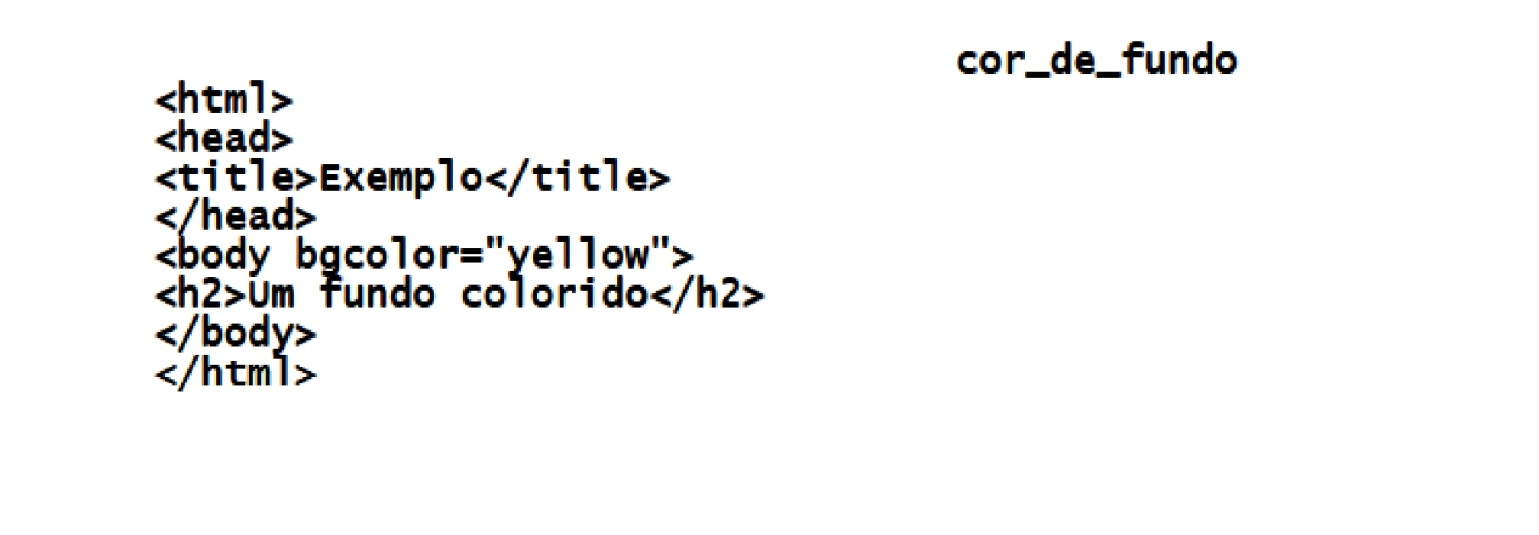 cor_de_fundo
<html>
<head>
<title>Exemplo</title>
</head>
<body bgcolor="yellow">
<h2>Um fundo colorido</h2>
</body>
</html>